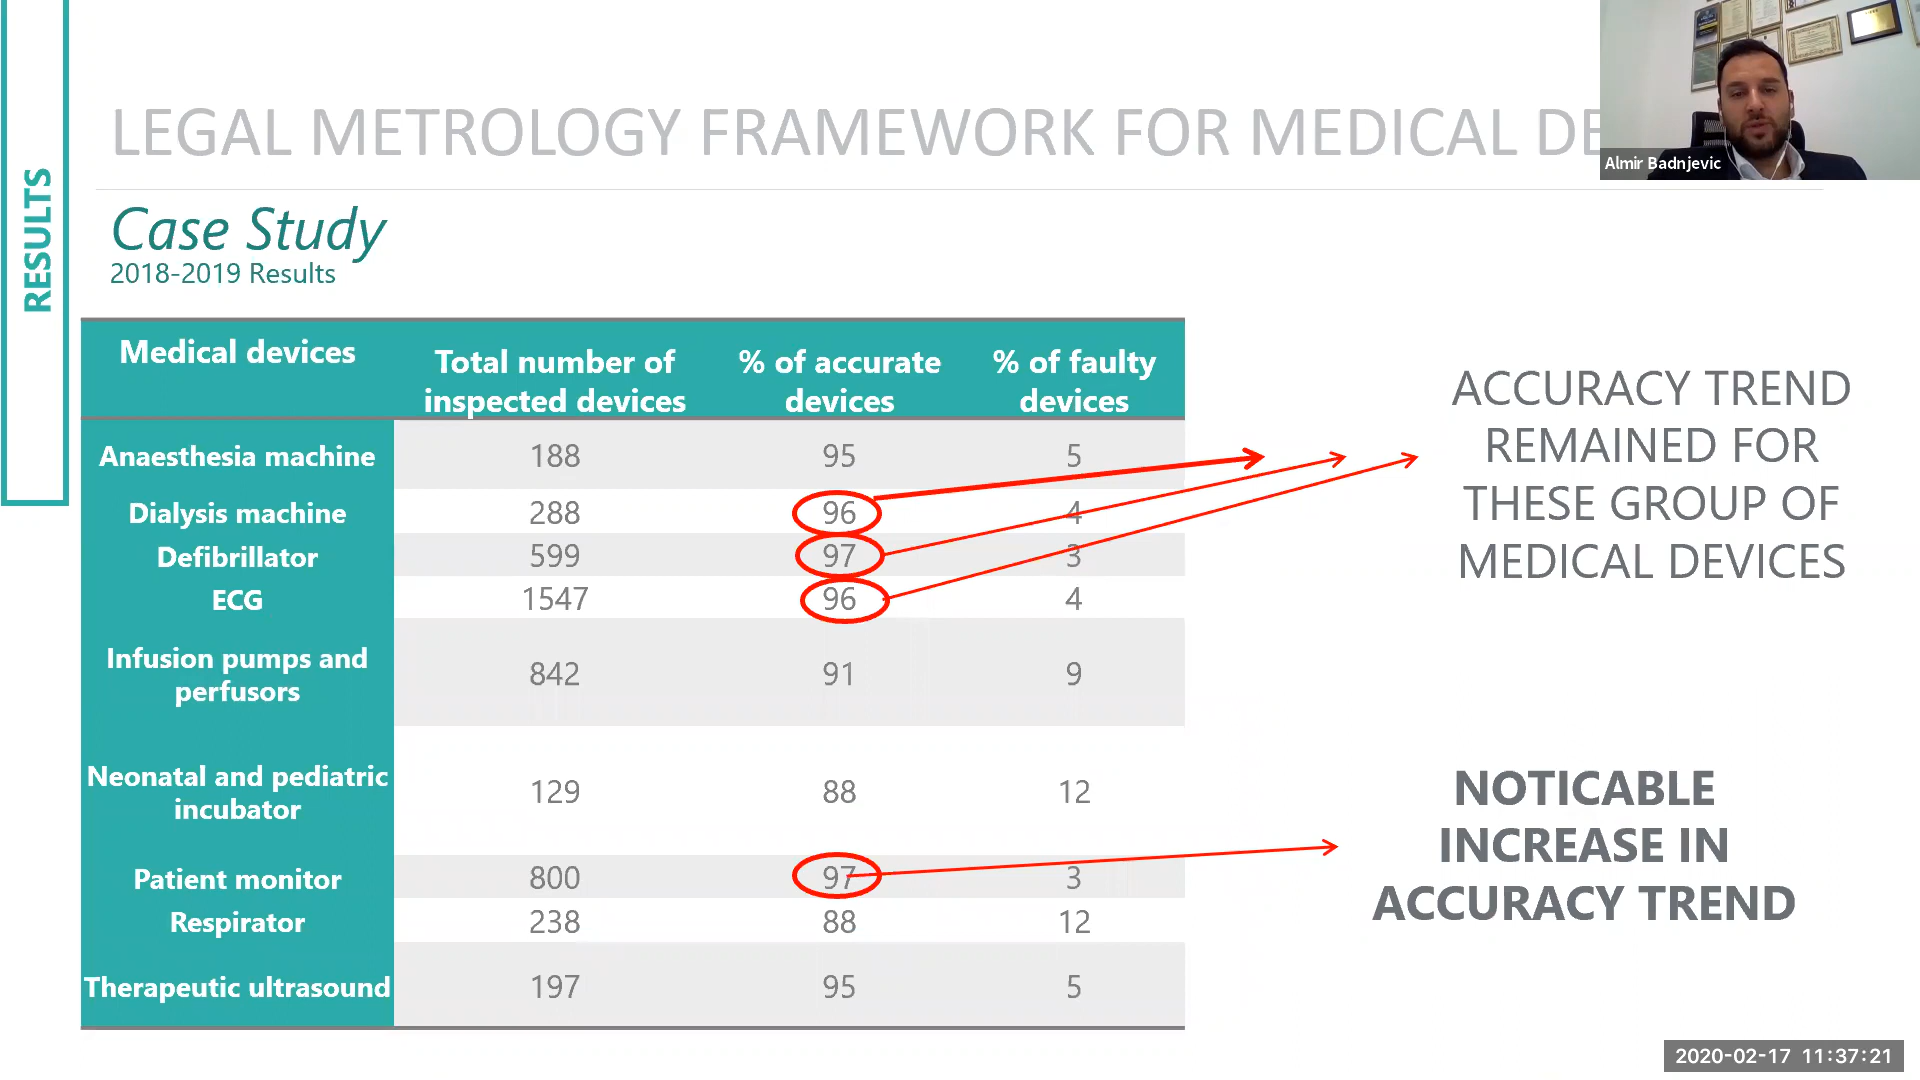 RESULTS
LEGAL METROLOGY FRAMEWORK FOR MEDICAL DE
Almir Badnjevic
Case Study
2018-2019 Results
Medical devices
Total number of
inspected devices
% of accurate
devices
% of faulty
devices
Anaesthesia machine 188 95 5
Dialysis machine 288 96 4
Defibrillator 599 97 3
ECG 1547 96 4
Infusion pumps and
perfusors
842 91 9
Neonatal and pediatric
incubator
129 88 12
Patient monitor 800 97 3
Respirator 238 88 12
Therapeutic ultrasound 197 95 5
ACCURACY TREND
REMAINED FOR
THESE GROUP OF
MEDICAL DEVICES
NOTICABLE
INCREASE IN
ACCURACY TREND
2020-02-17 11:37:21